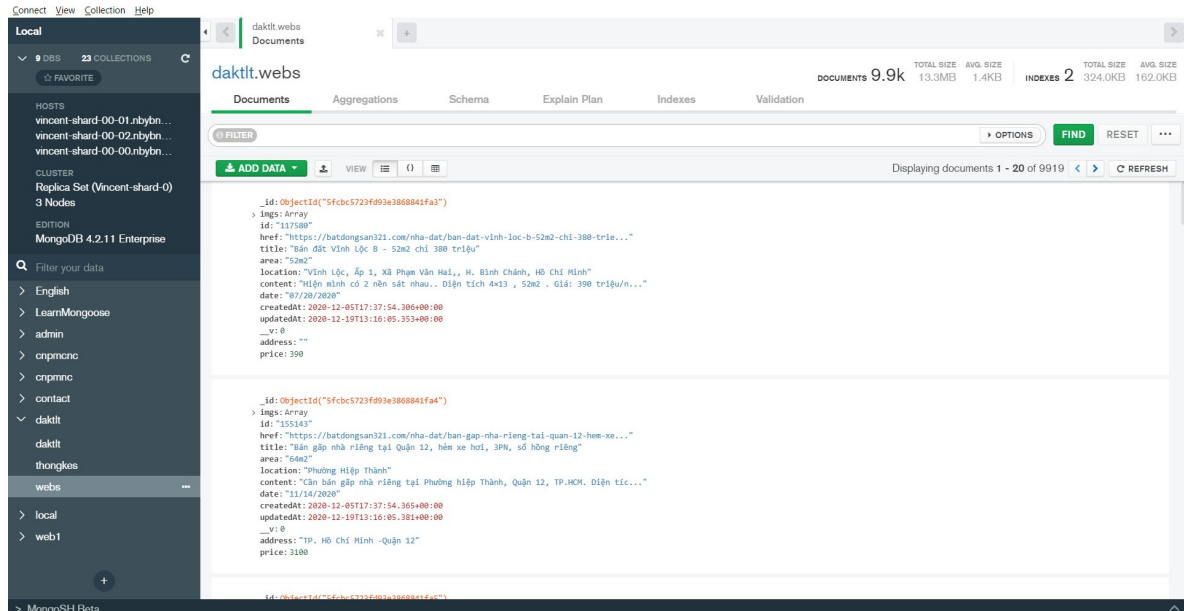 Connect View Collection Help
Local
9 DBS 23 COLLECTIONS
FAVORITE
HOSTS
vincent-shard-00-01.nbybn...
vincent-shard-00-02.nbybn...
vincent-shard-00-00.nbybn...
CLUSTER
Replica Set (Vincent-shard-0)
3 Nodes
EDITION
MongoDB 4.2.11 Enterprise
Filter your data
English
LearnMongoose
admin
cnpmcnc
cnpmnc
contact
daktlt
daktlt
thongkes
webs
local
web1
> MongoSH Beta
daktlt.webs
Documents
daktlt.webs
DOCUMENTS 9.9k TOTAL SIZE 13.3MB AVG. SIZE 1.4KB INDEXES 2 TOTAL SIZE 324.0KB AVG. SIZE 162.0KB
Documents Aggregations Schema Explain Plan Indexes Validation
FILTER OPTIONS FIND RESET ...
ADD DATA VIEW Displaying documents 1 - 20 of 9919 REFRESH
_id: ObjectId("5fcbc5723fd93e3868841fa3")
> imgs: Array
id: "117580"
href: "https://batdongsan321.com/nha-dat/ban-dat-vinh-loc-b-52m2-chi-380-trie..."
title: "Bán đất Vĩnh Lộc B - 52m2 chỉ 380 triệu"
area: "52m2"
location: "Vĩnh Lộc, Ấp 1, Xã Phạm Văn Hai,, H. Bình Chánh, Hồ Chí Minh"
content: "Hiện mình có 2 nền sát nhau.. Diện tích 4×13 , 52m2 . Giá: 390 triệu/n..."
date: "07/20/2020"
createdAt: 2020-12-05T17:37:54.306+00:00
updatedAt: 2020-12-19T13:16:05.353+00:00
__v: 0
address: ""
price: 390
_id: ObjectId("5fcbc5723fd93e3868841fa4")
> imgs: Array
id: "155143"
href: "https://batdongsan321.com/nha-dat/ban-gap-nha-rieng-tai-quan-12-hem-xe..."
title: "Bán gấp nhà riêng tại Quận 12, hẻm xe hơi, 3PN, sổ hồng riêng"
area: "64m2"
location: "Phường Hiệp Thành"
content: "Cần bán gấp nhà riêng tại Phường hiệp Thành, Quận 12, TP.HCM. Diện tíc..."
date: "11/14/2020"
createdAt: 2020-12-05T17:37:54.365+00:00
updatedAt: 2020-12-19T13:16:05.381+00:00
__v: 0
address: "TP. Hồ Chí Minh -Quận 12"
price: 3100
_id: ObjectId("5fcbc5723fd93e3868841fa5")